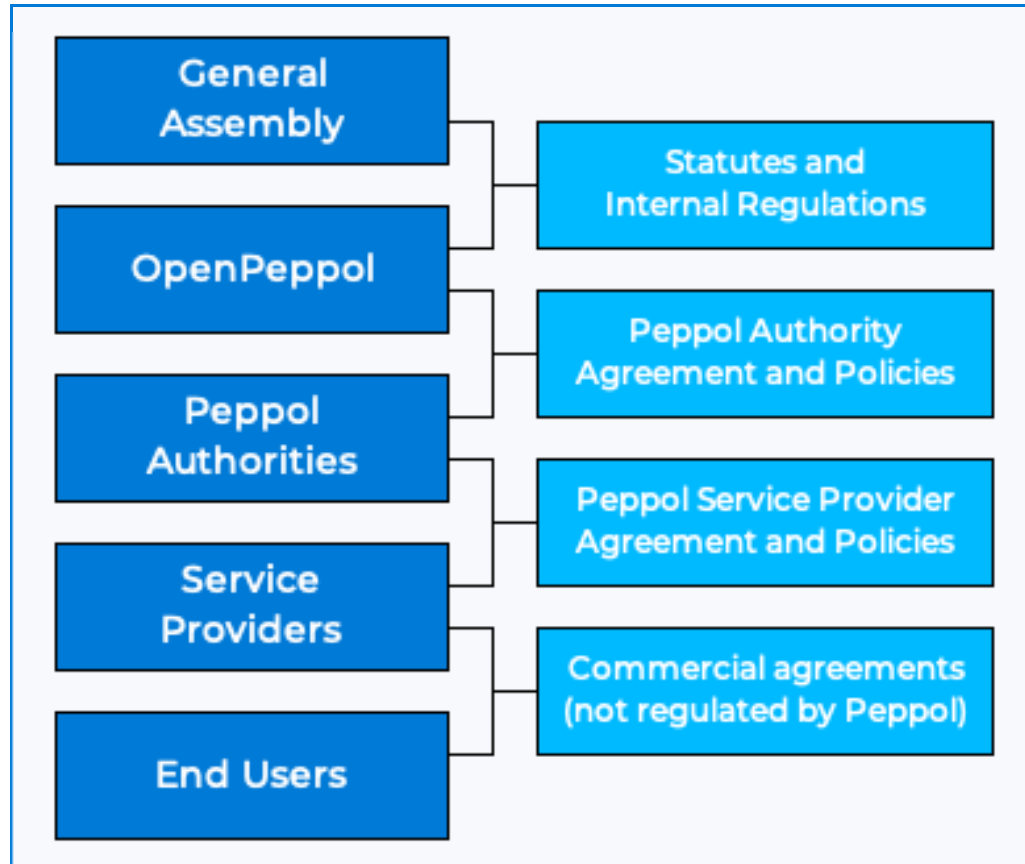 General
Assembly
Statutes and
Internal Regulations
OpenPeppol
Peppol Authority
Agreement and Policies
Peppol
Authorities
Peppol Service Provider
Agreement and Policies
Service
Providers
Commercial agreements
(not regulated by Peppol)
End Users